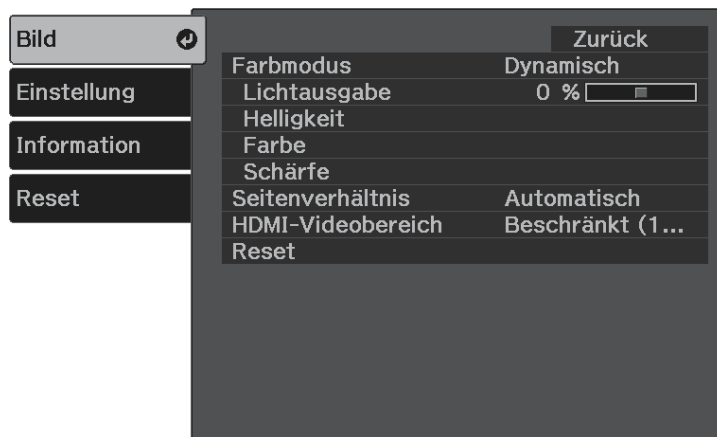 Bild
Einstellung
Information
Reset
Zurück
Farbmodus Dynamisch
Lichtausgabe 0 %
Helligkeit
Farbe
Schärfe
Seitenverhältnis Automatisch
HDMI-Videobereich Beschränkt (1...
Reset